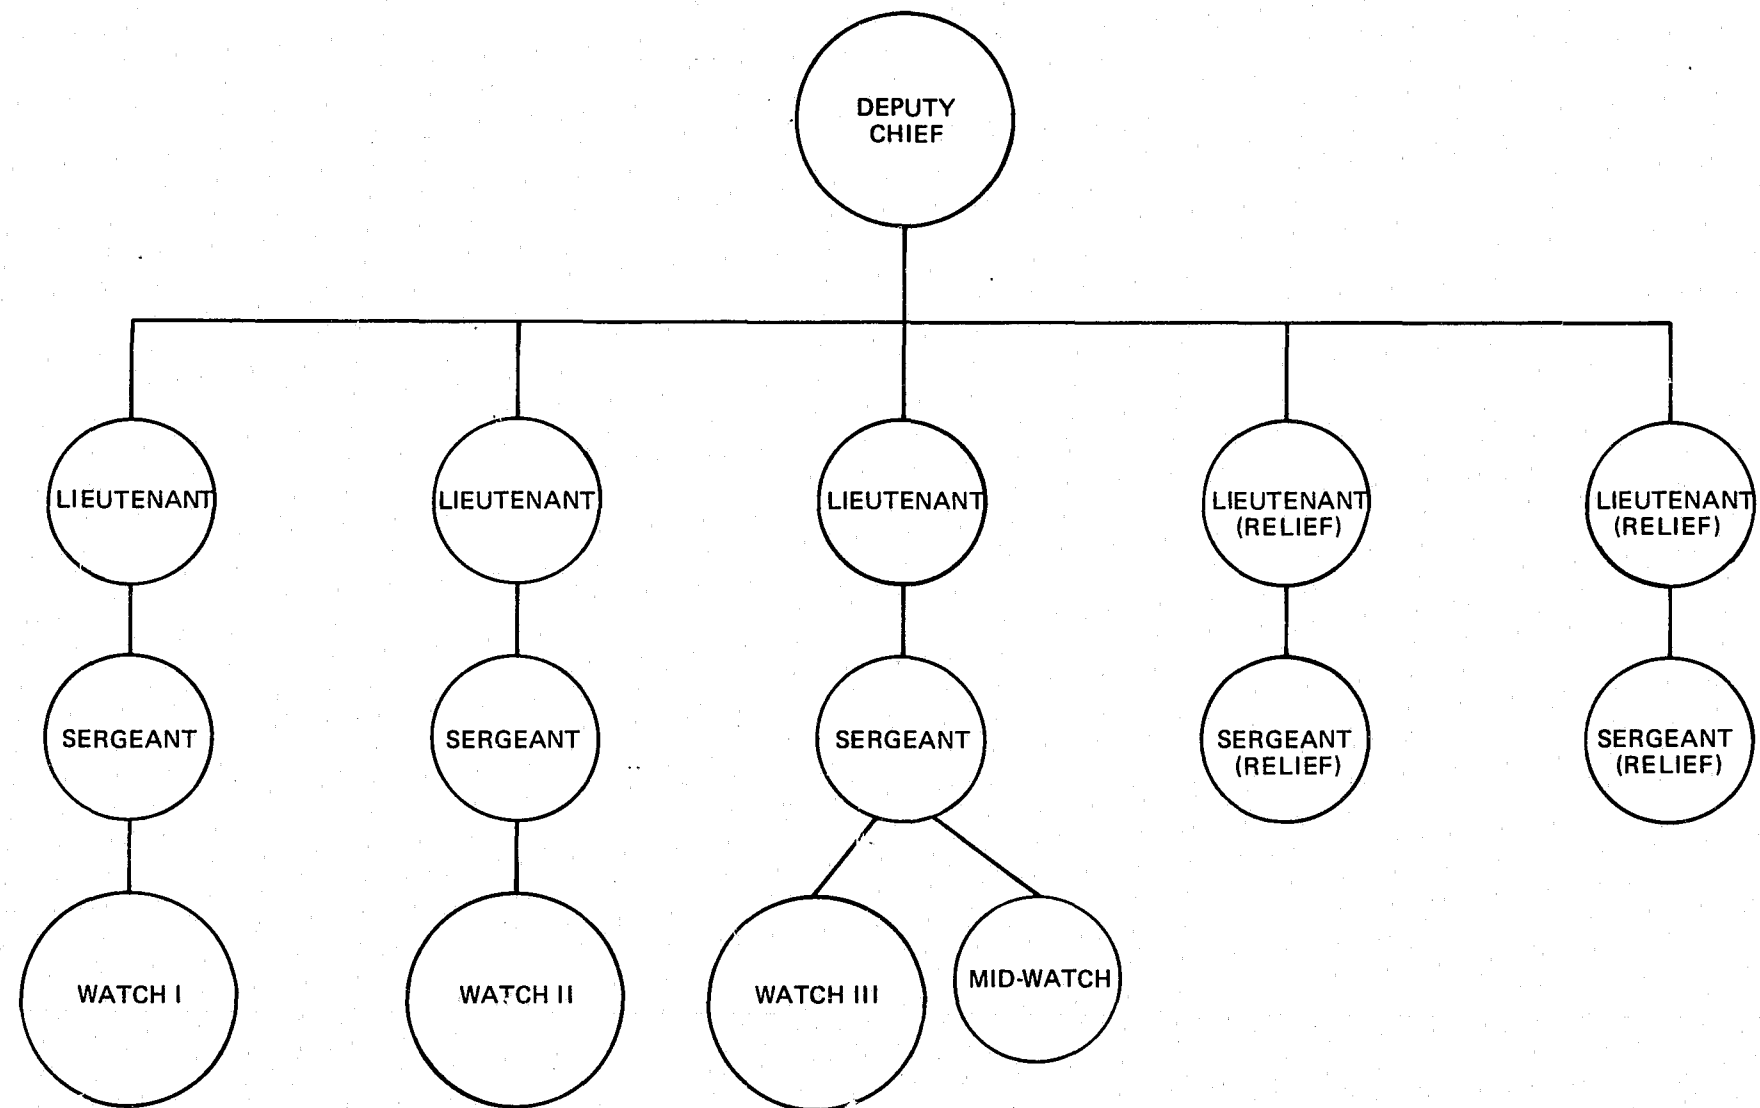 DEPUTY
CHIEF
LIEUTENANT
LIEUTENANT
LIEUTENANT
LIEUTENANT
(RELIEF)
LIEUTENANT
(RELIEF)
SERGEANT
SERGEANT
SERGEANT
SERGEANT
(RELIEF)
SERGEANT
(RELIEF)
WATCH I
WATCH II
WATCH III
MID-WATCH